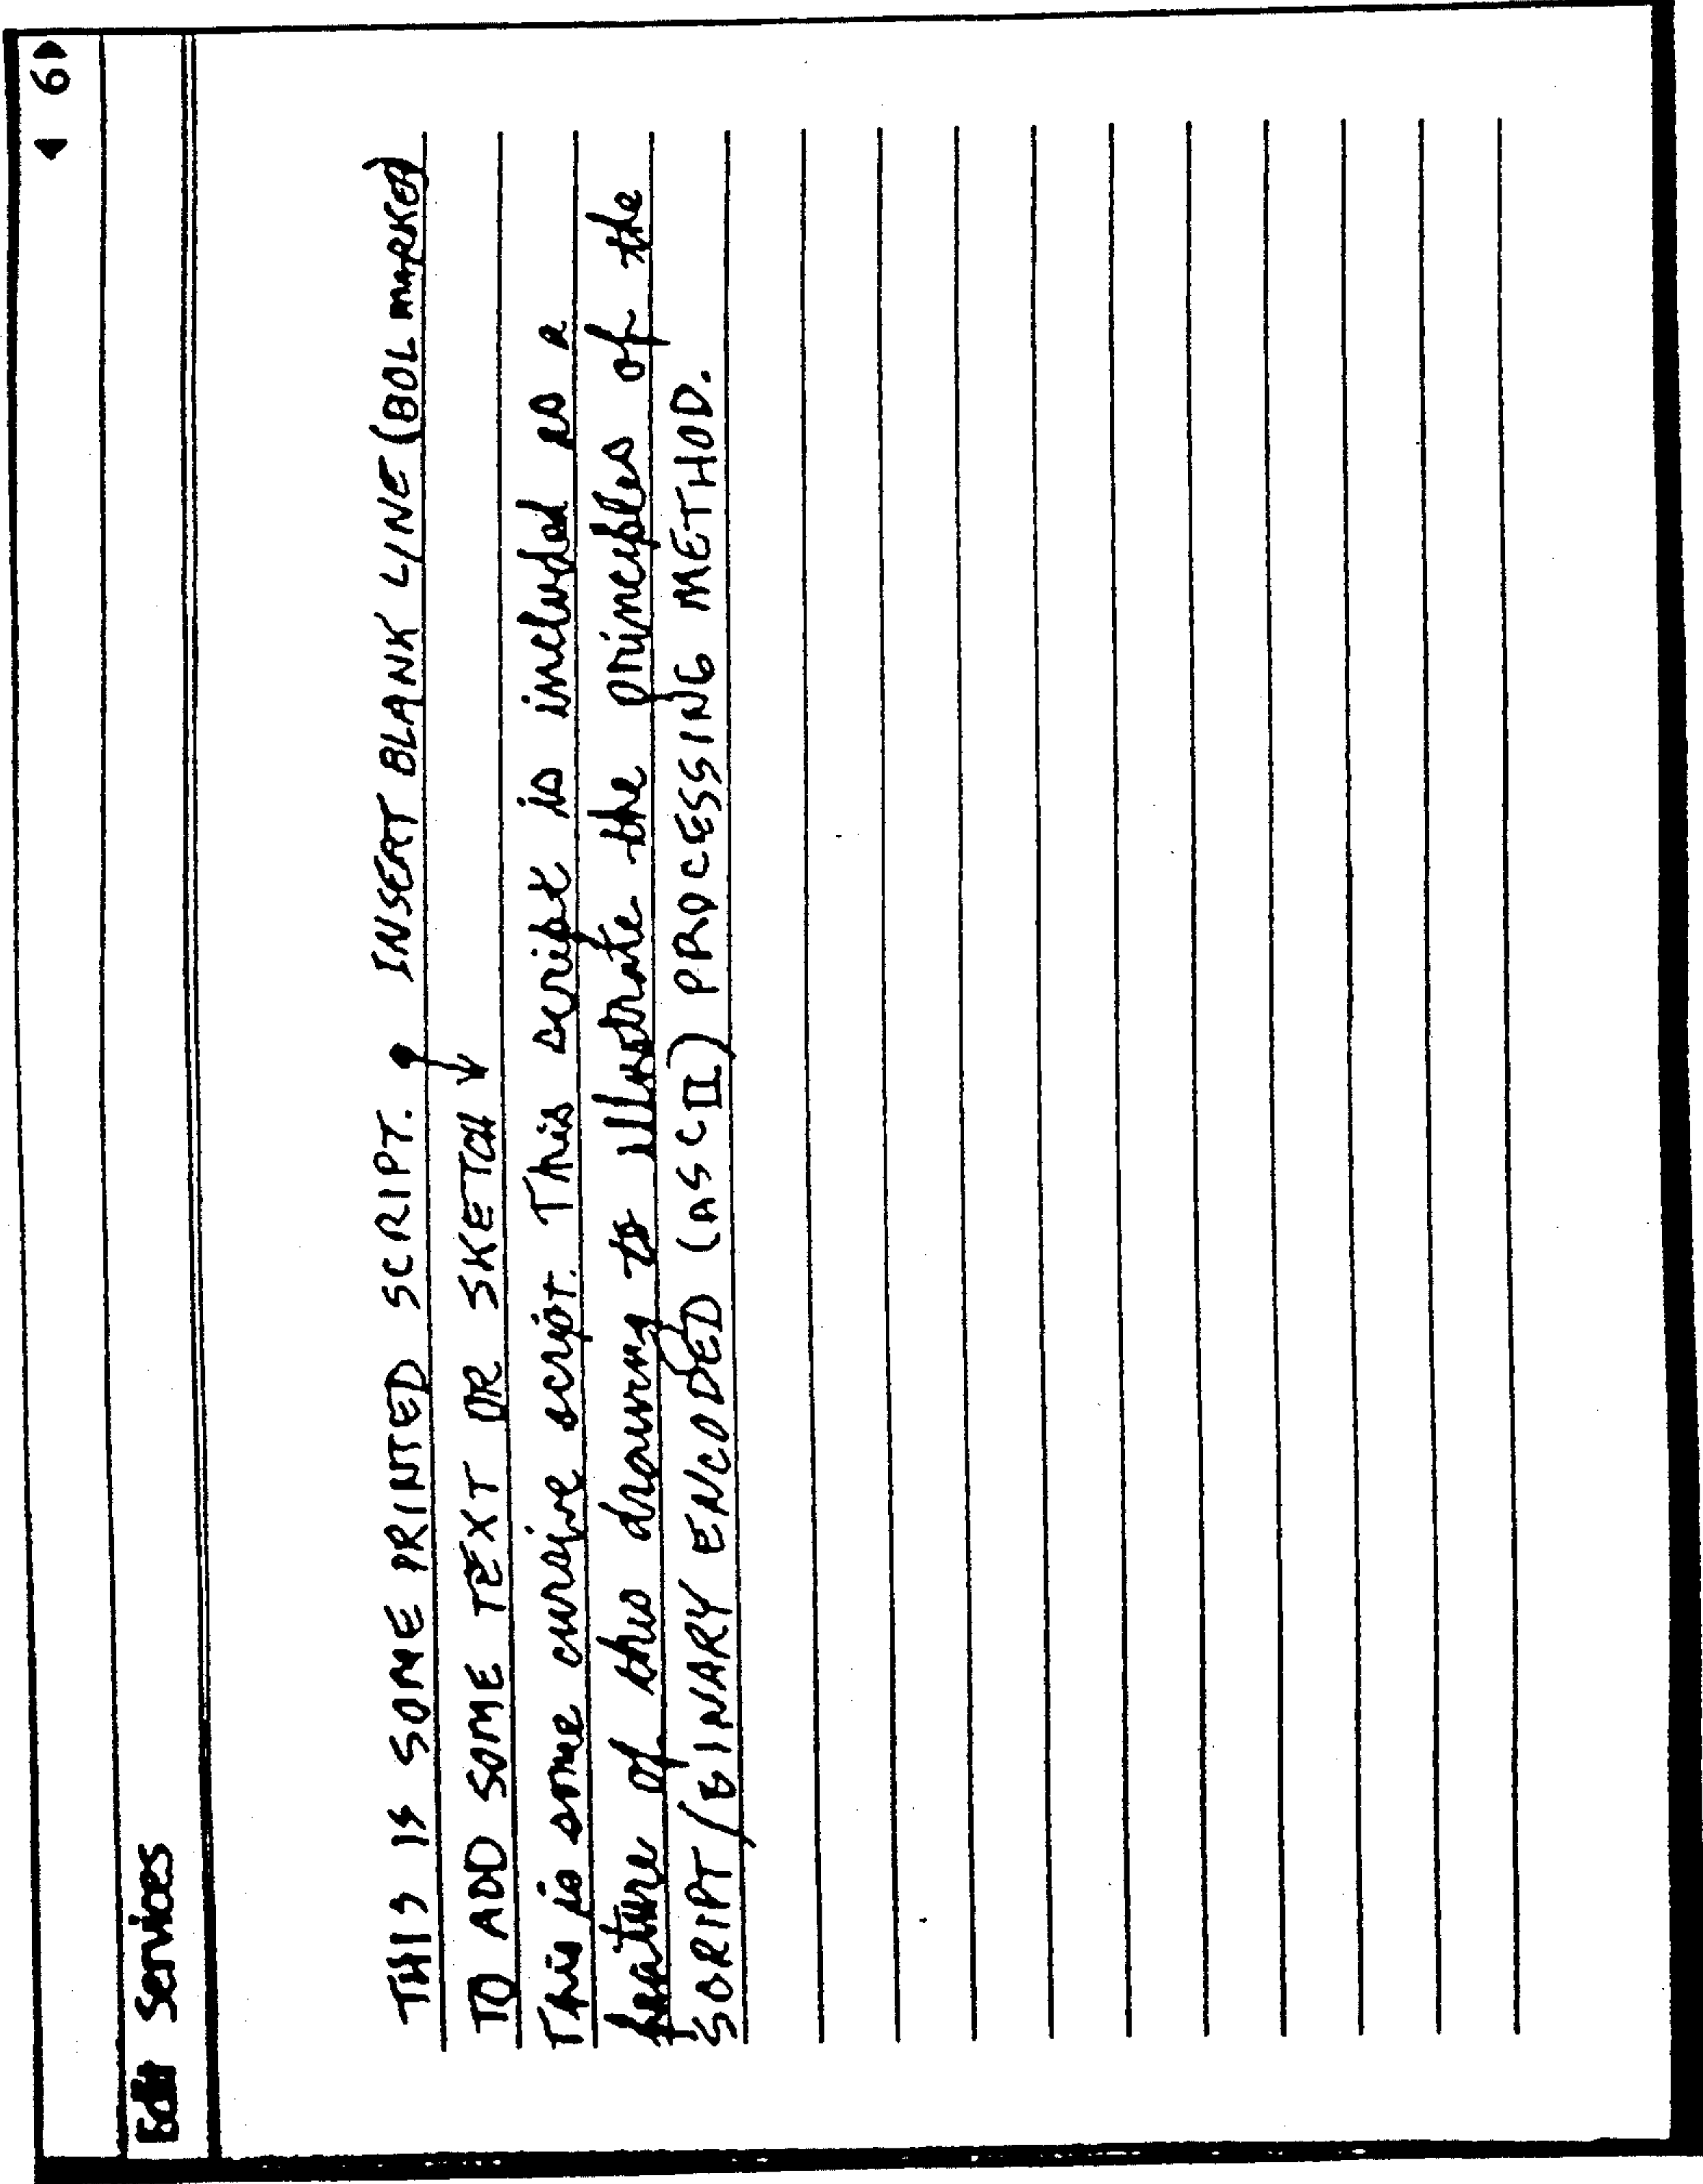 6
Edit Services
THIS IS SOME PRINTED SCRIPT. INSERT BLANK LINE (BOL MARKED)
TO ADD SOME TEXT OR SKETCH
This is some cursive script. This script is included as a
feature of this drawing to illustrate the principles of the
SCRIPT/(BINARY ENCODED (ASCII) PROCESSING METHOD.